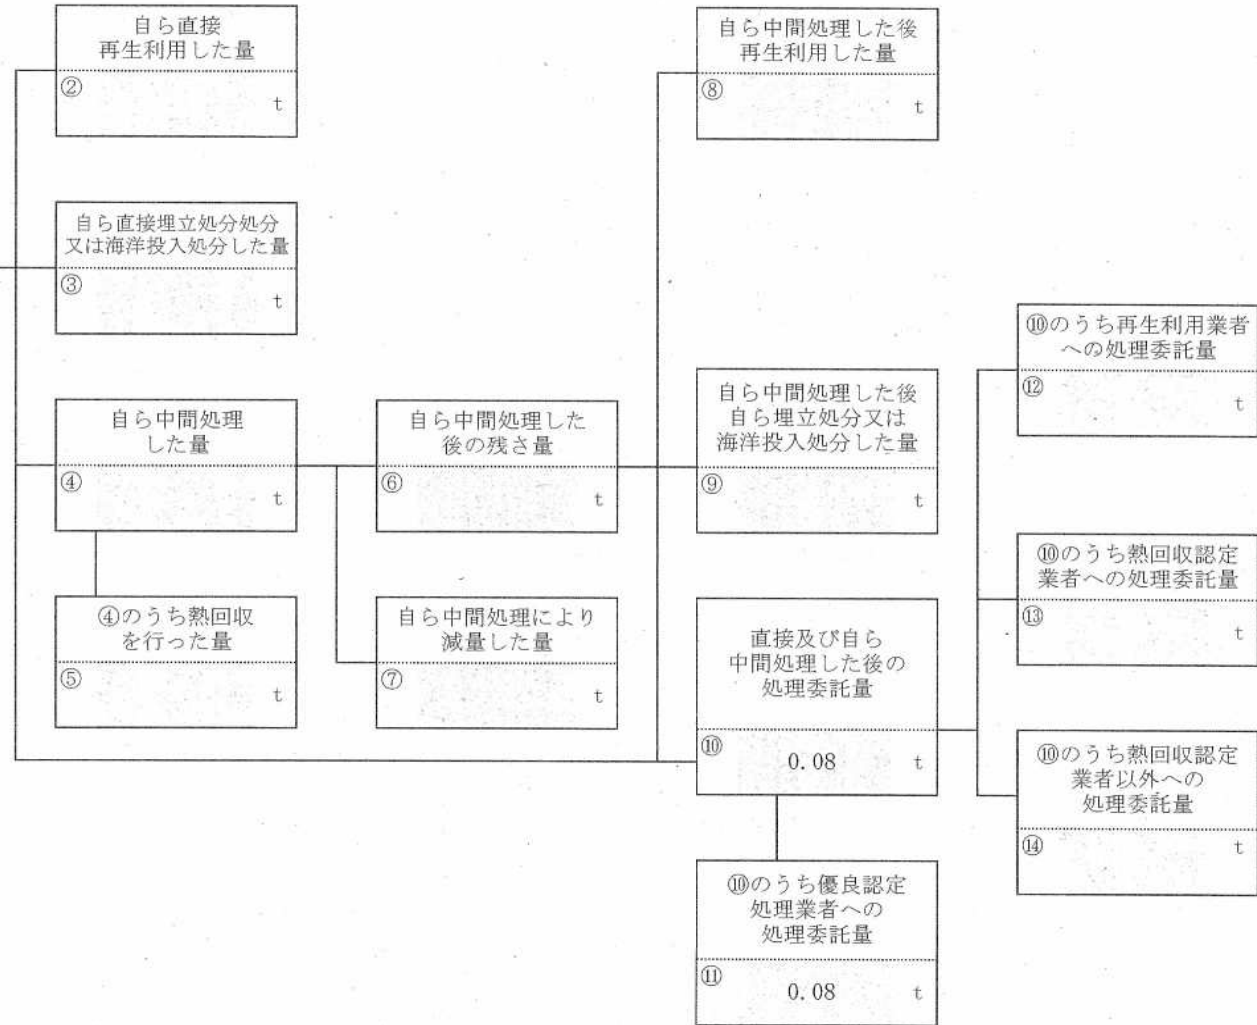 自ら直接
再生利用した量
②
t
自ら直接埋立処分処分
又は海洋投入処分した量
③
t
自ら中間処理
した量
④
t
④のうち熱回収
を行った量
⑤
t
自ら中間処理した
後の残さ量
⑥
t
自ら中間処理により
減量した量
⑦
t
自ら中間処理した後
再生利用した量
⑧
t
自ら中間処理した後
自ら埋立処分又は
海洋投入処分した量
⑨
t
直接及び自ら
中間処理した後の
処理委託量
⑩ 0.08 t
⑩のうち優良認定
処理業者への
処理委託量
⑪ 0.08 t
⑩のうち再生利用業者
への処理委託量
⑫
t
⑩のうち熱回収認定
業者への処理委託量
⑬
t
⑩のうち熱回収認定
業者以外への
処理委託量
⑭ t